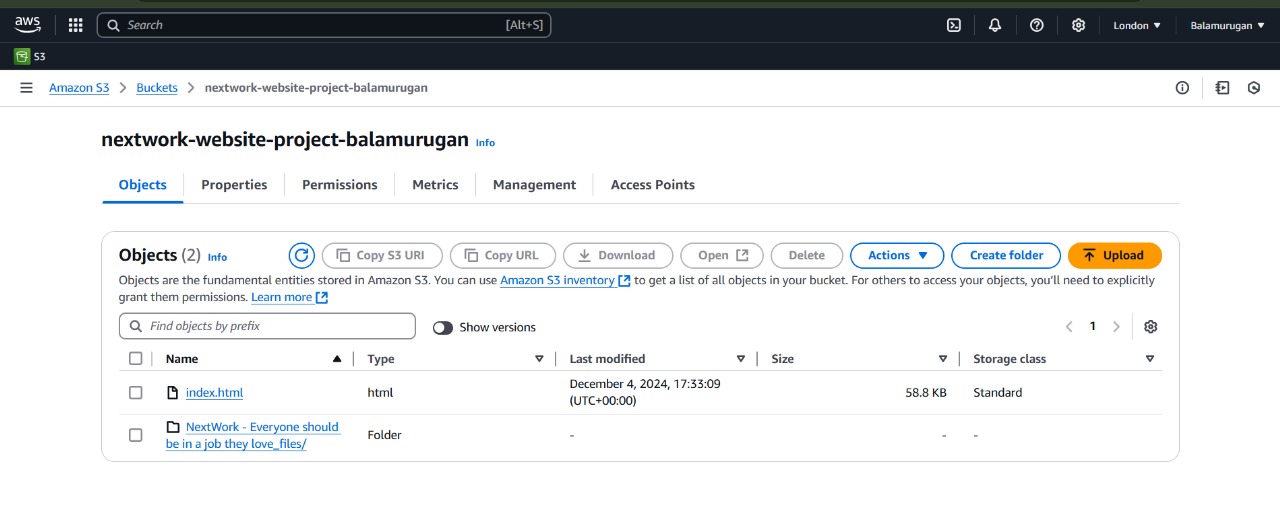 aws
Search [Alt+S] London Balamurugan
S3
Amazon S3 Buckets nextwork-website-project-balamurugan
nextwork-website-project-balamurugan Info
Objects Properties Permissions Metrics Management Access Points
Objects (2) Info Copy S3 URI Copy URL Download Open Delete Actions Create folder Upload
Objects are the fundamental entities stored in Amazon S3. You can use Amazon S3 inventory to get a list of all objects in your bucket. For others to access your objects, you'll need to explicitly
grant them permissions. Learn more
Find objects by prefix Show versions 1
Name Type Last modified Size Storage class
index.html html December 4, 2024, 17:33:09 58.8 KB Standard
(UTC+00:00)
NextWork - Everyone should Folder - - -
be in a job they love_files/